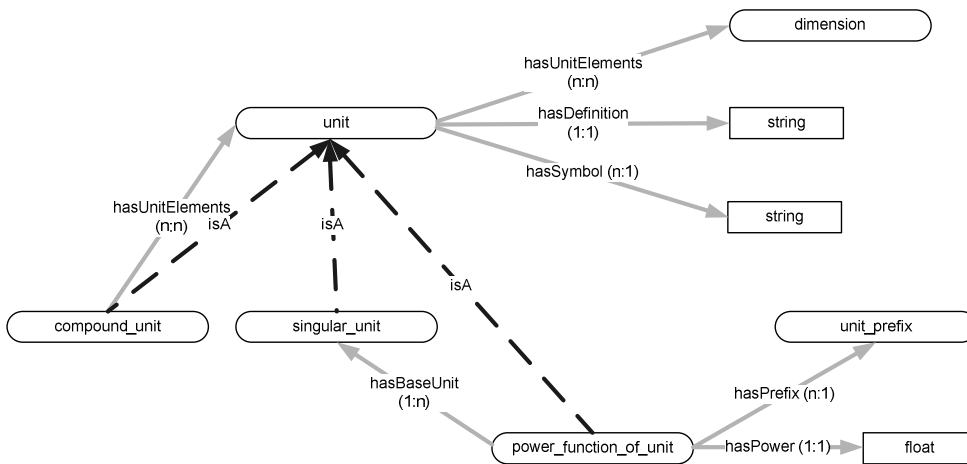 dimension
hasUnitElements
(n:n)
unit
hasDefinition
(1:1)
string
hasSymbol (n:1)
string
hasUnitElements
(n:n)
isA
isA
isA
compound_unit
singular_unit
unit_prefix
hasBaseUnit
(1:n)
hasPrefix (n:1)
power_function_of_unit
hasPower (1:1)
float